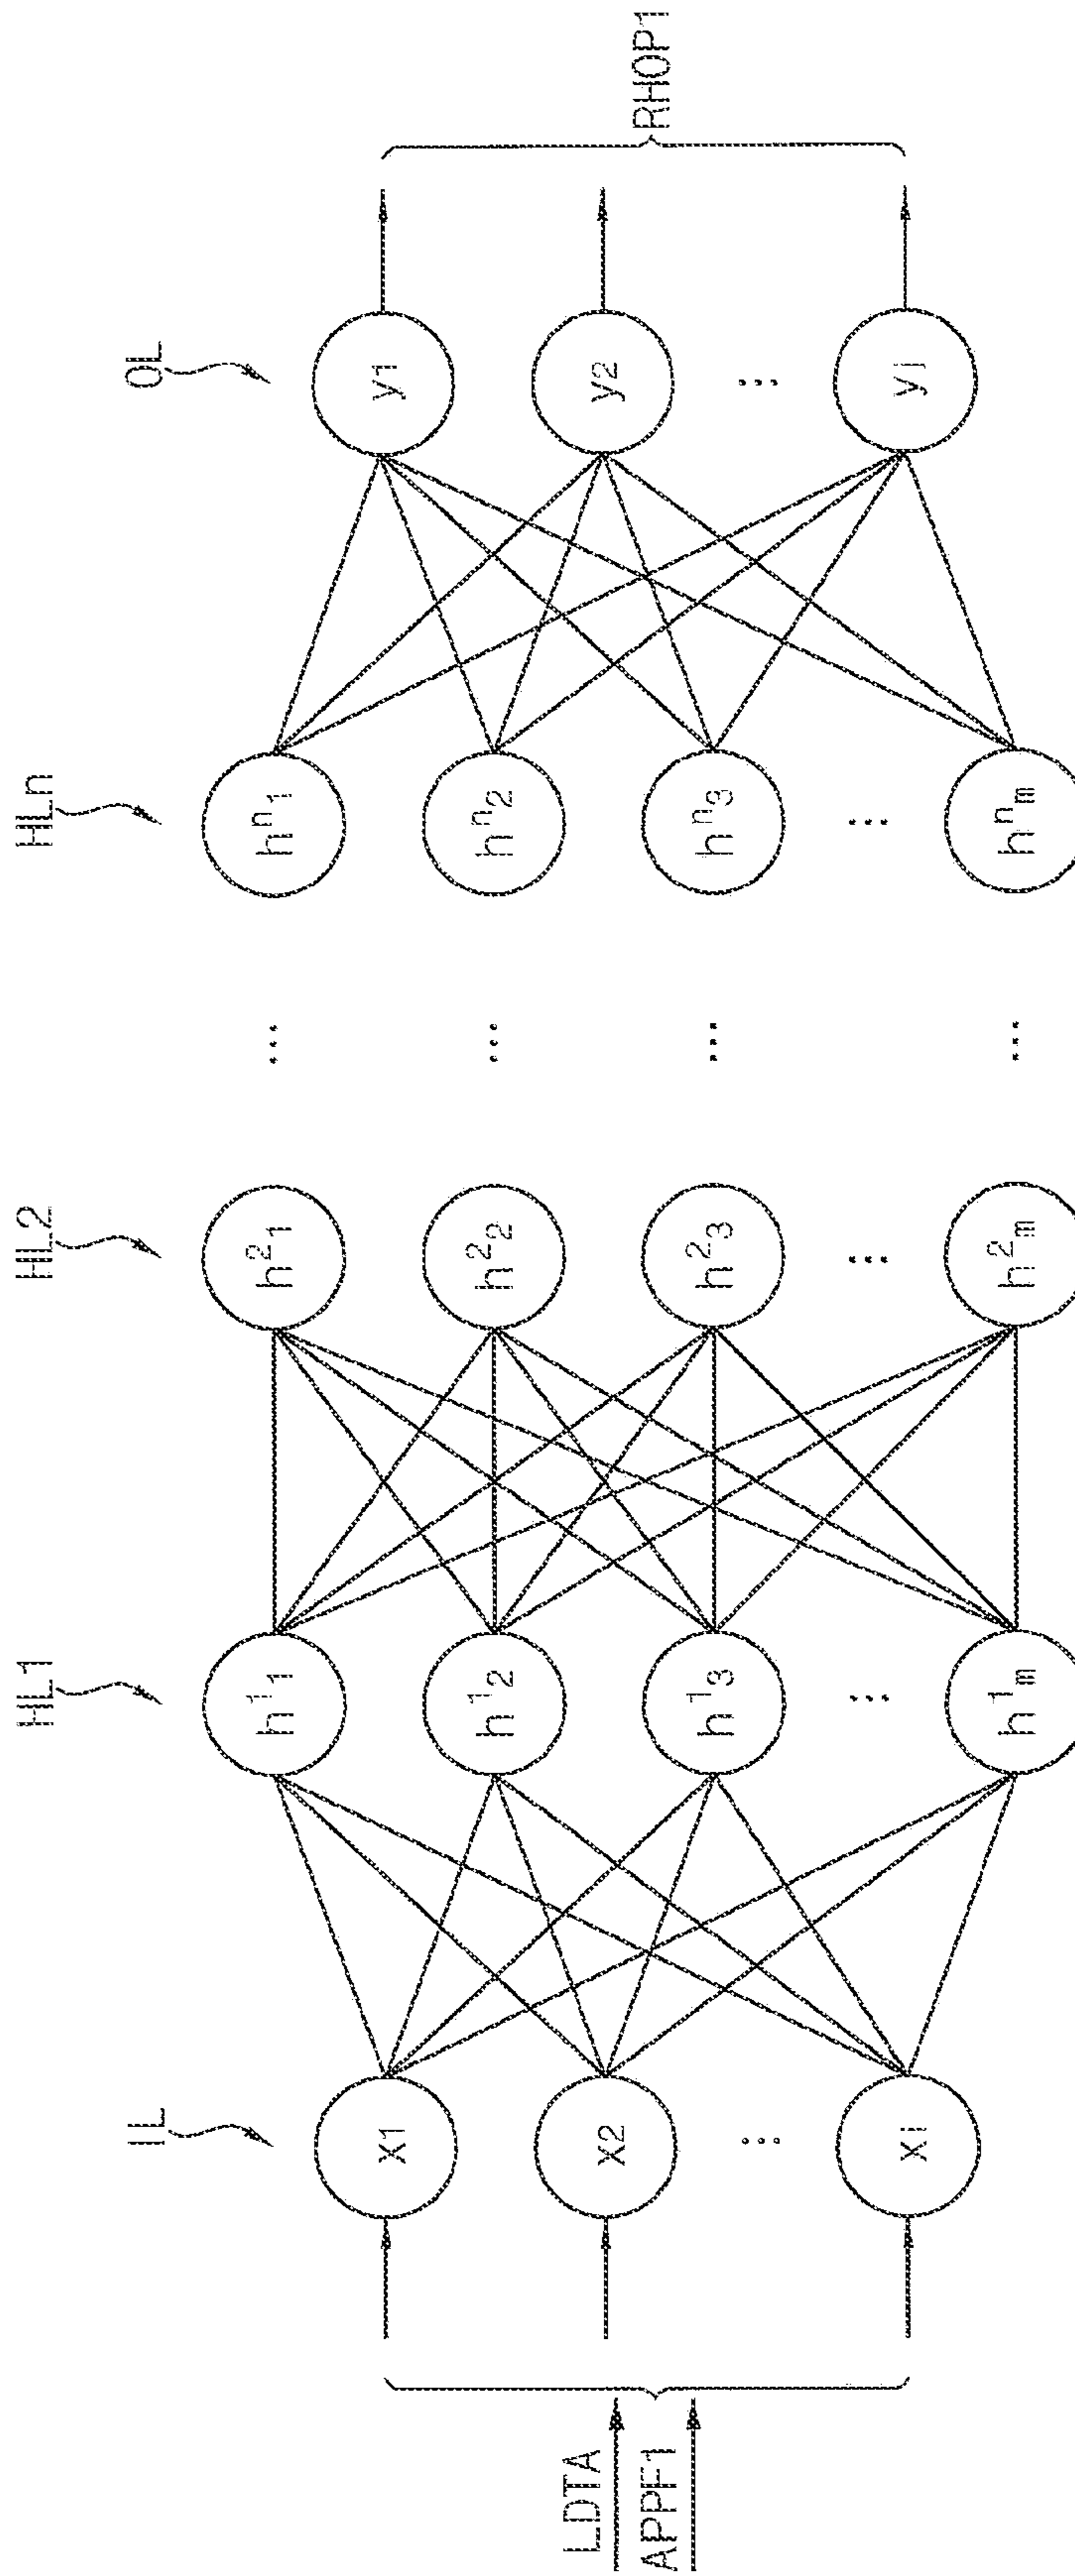 HL1 HL2 HLn
IL OL
h¹1 h²1 ... hⁿ1
x1 y1
h¹2 h²2 ... hⁿ2
x2 y2
LDTA
APPF1
RHOP1
h¹3 h²3 ... hⁿ3
... ...
... ... ...
xi yj
h¹m h²m ... hⁿm